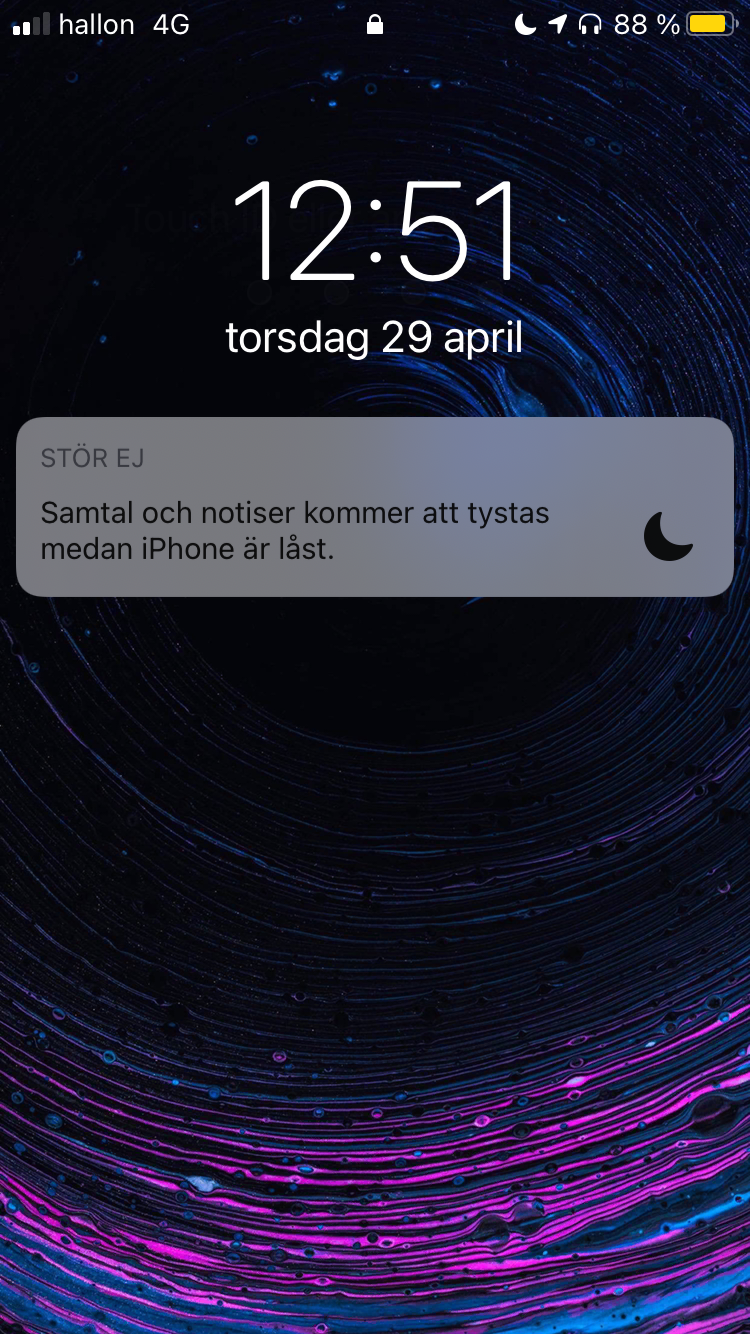 hallon 4G 88 %
12:51
torsdag 29 april
STÖR EJ
Samtal och notiser kommer att tystas
medan iPhone är låst.